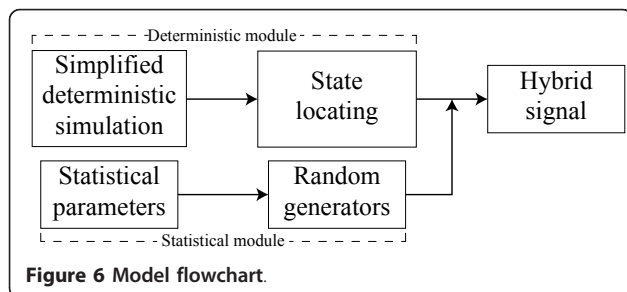 Deterministic module
Simplified
deterministic
simulation
State
locating
Hybrid
signal
Statistical
parameters
Random
generators
Statistical module
Figure 6 Model flowchart.